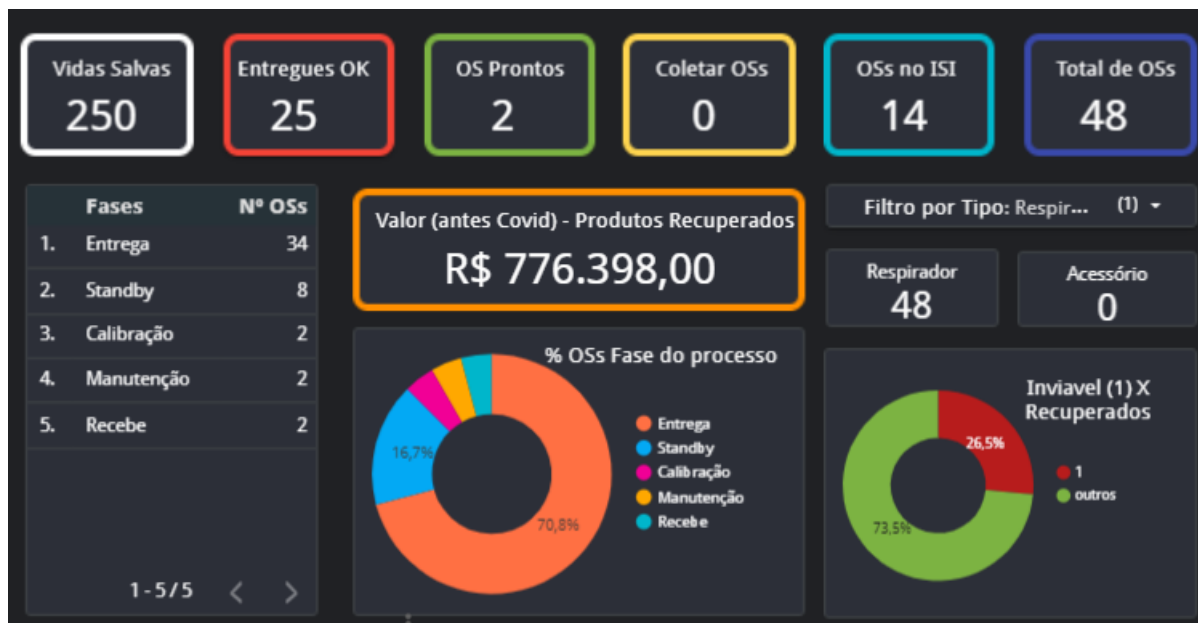 Vidas Salvas
250
Entregues OK
25
OS Prontos
2
Coletar OSs
0
OSs no ISI
14
Total de OSs
48
Fases Nº OSs
1. Entrega 34
2. Standby 8
3. Calibração 2
4. Manutenção 2
5. Recebe 2
1 - 5 / 5
Valor (antes Covid) - Produtos Recuperados
R$ 776.398,00
% OSs Fase do processo
16,7%
70,8%
Entrega
Standby
Calibração
Manutenção
Recebe
Filtro por Tipo: Respir... (1)
Respirador
48
Acessório
0
Inviavel (1) X
Recuperados
26,5%
73,5%
1
outros